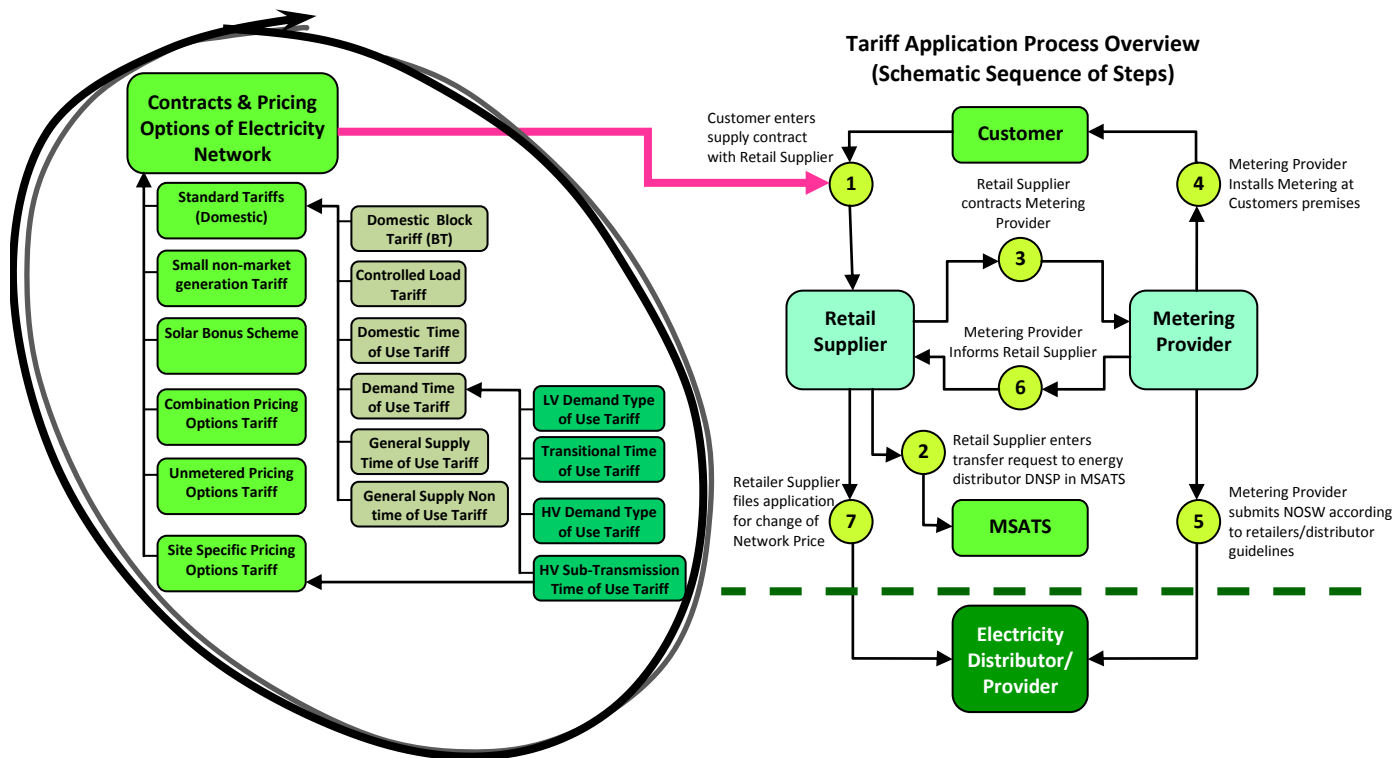 Tariff Application Process Overview
(Schematic Sequence of Steps)
Contracts & Pricing
Options of Electricity
Network
Standard Tariffs
(Domestic)
Small non-market
generation Tariff
Solar Bonus Scheme
Combination Pricing
Options Tariff
Unmetered Pricing
Options Tariff
Site Specific Pricing
Options Tariff
Domestic Block
Tariff (BT)
Controlled Load
Tariff
Domestic Time
of Use Tariff
Demand Time
of Use Tariff
General Supply
Time of Use Tariff
General Supply Non
time of Use Tariff
LV Demand Type
of Use Tariff
Transitional Time
of Use Tariff
HV Demand Type
of Use Tariff
HV Sub-Transmission
Time of Use Tariff
Customer enters
supply contract
with Retail Supplier
1
Customer
4
Metering Provider
Installs Metering at
Customers premises
Retail Supplier
contracts Metering
Provider
3
Retail
Supplier
Metering
Provider
Metering Provider
Informs Retail Supplier
6
2
Retail Supplier enters
transfer request to energy
distributor DNSP in MSATS
Retailer Supplier
files application
for change of
Network Price
7
MSATS
5
Metering Provider
submits NOSW according
to retailers/distributor
guidelines
Electricity
Distributor/
Provider